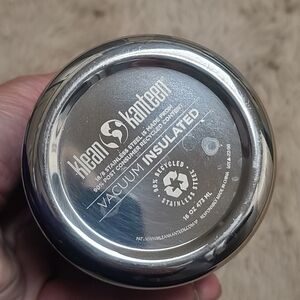 klean kanteen
18/8 STAINLESS STEEL IS MADE FROM
90% POST CONSUMER RECYCLED CONTENT
VACUUM INSULATED
90% RECYCLED
STAINLESS STEEL
16 OZ 473 ML